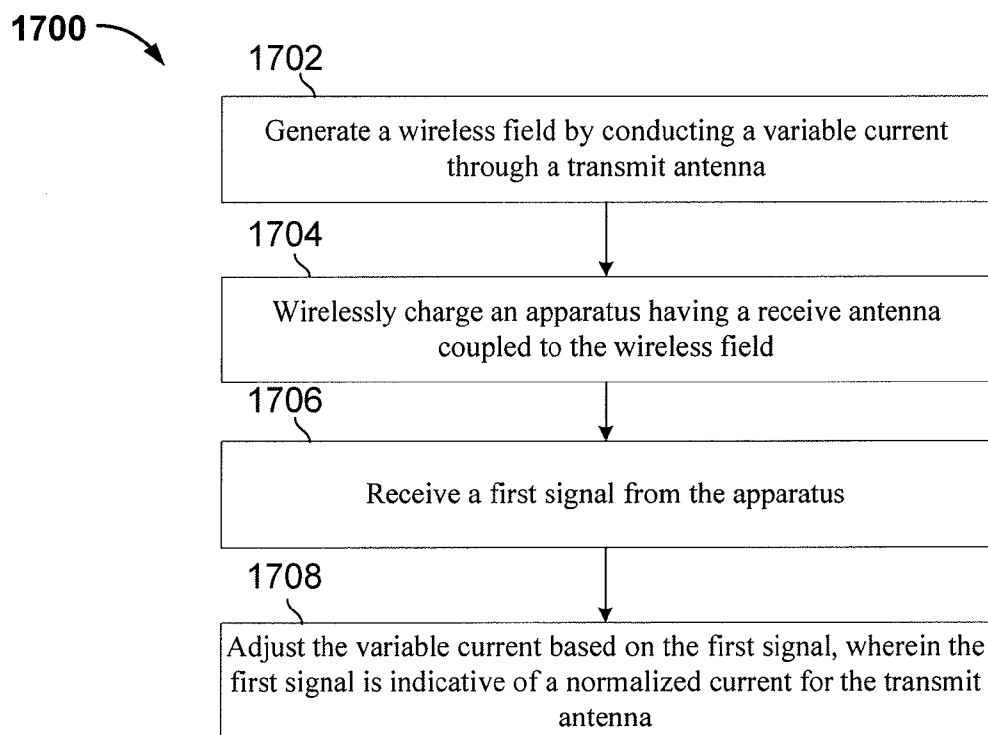 1700
1702
Generate a wireless field by conducting a variable current
through a transmit antenna
1704
Wirelessly charge an apparatus having a receive antenna
coupled to the wireless field
1706
Receive a first signal from the apparatus
1708
Adjust the variable current based on the first signal, wherein the
first signal is indicative of a normalized current for the transmit
antenna